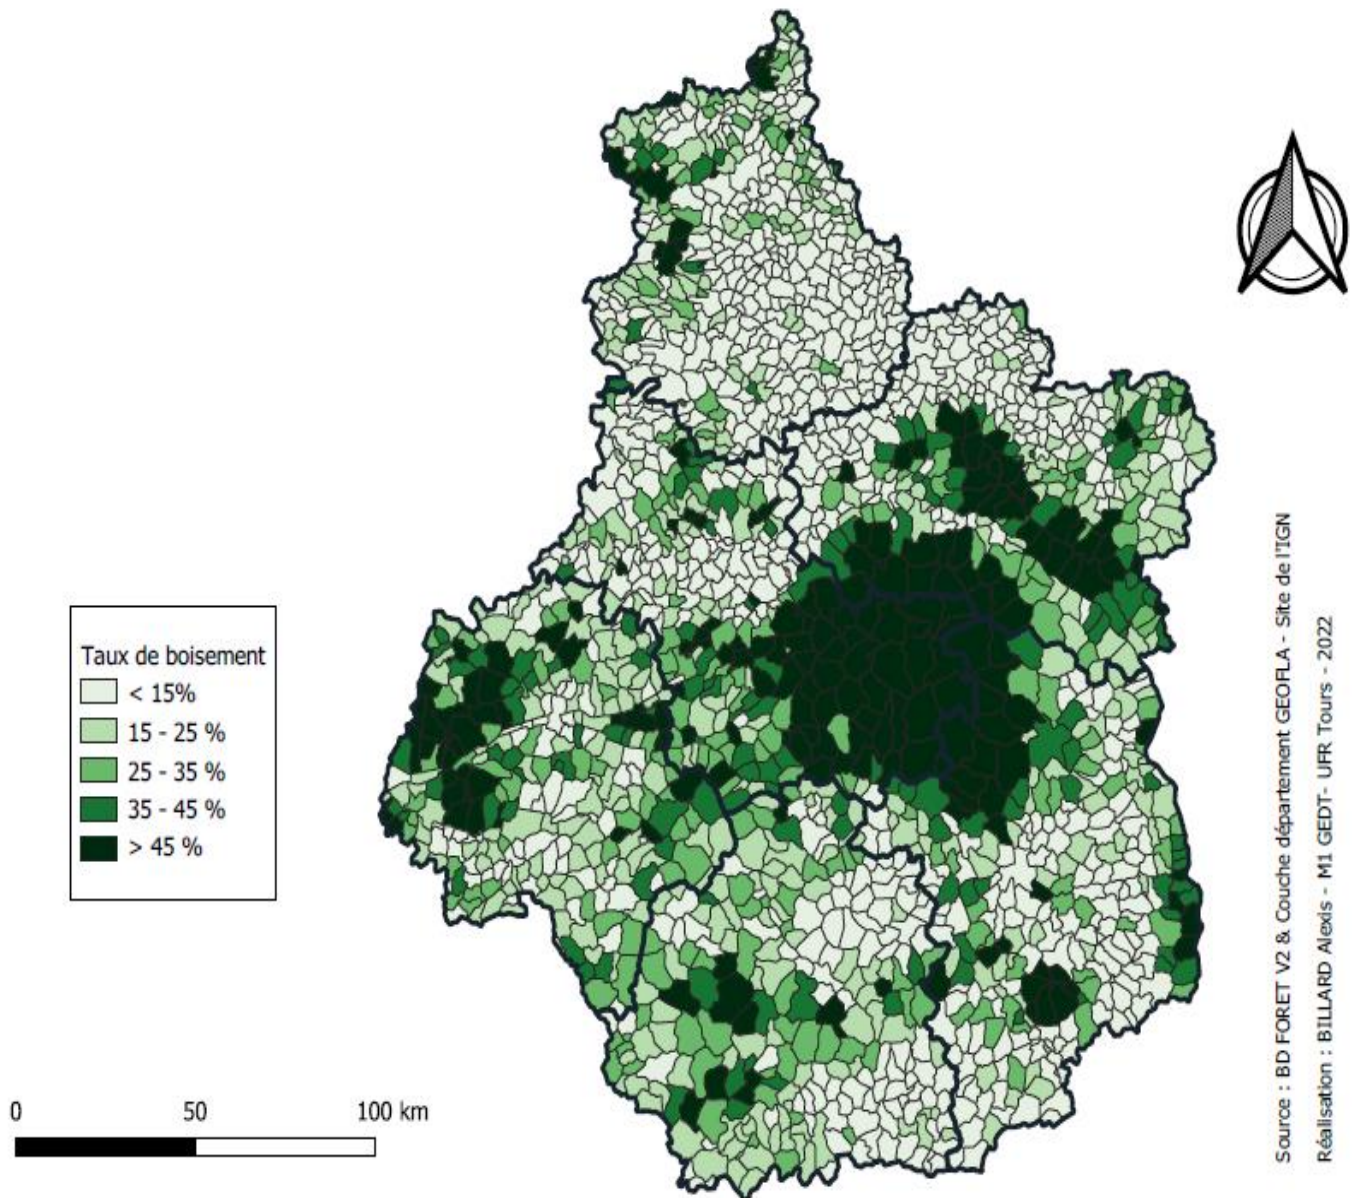 Taux de boisement
< 15%
15 - 25 %
25 - 35 %
35 - 45 %
> 45 %
0 50 100 km
Source : BD FORET V2 & Couche département GEOFLA - Site de l'IGN
Réalisation : BILLARD Alexis - M1 GEDT- UFR Tours - 2022